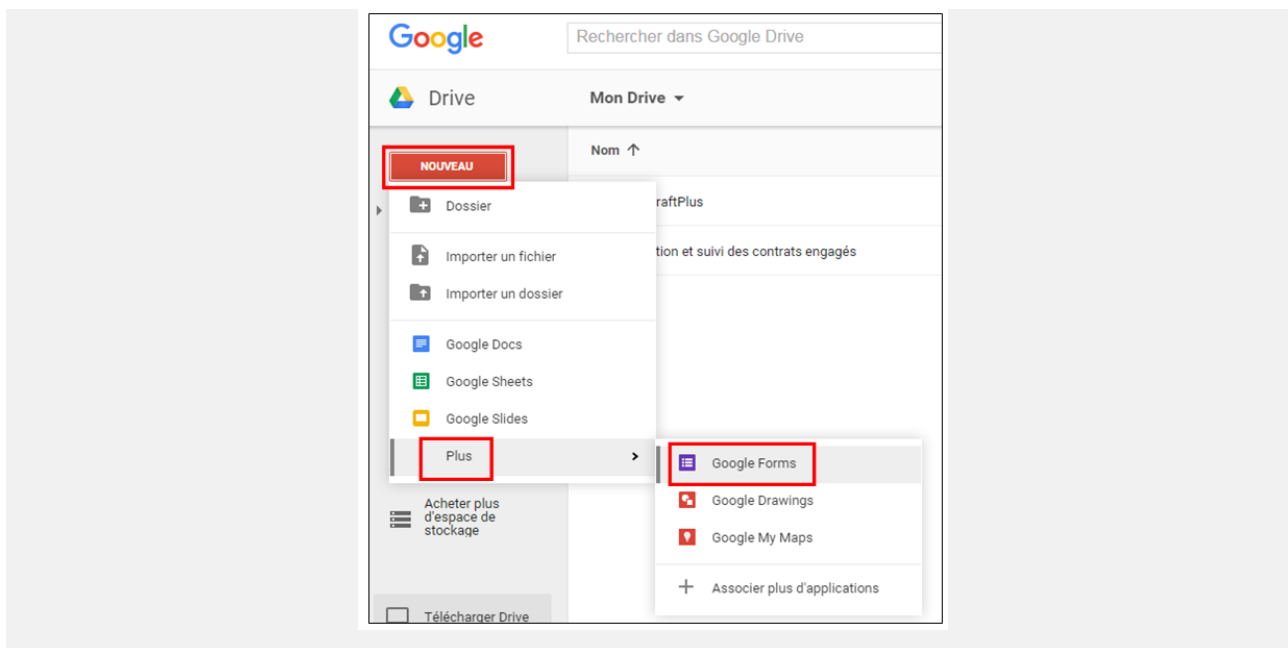 Google
Rechercher dans Google Drive
Drive
Mon Drive
Nom
NOUVEAU
Dossier
raftPlus
Importer un fichier
tion et suivi des contrats engagés
Importer un dossier
Google Docs
Google Sheets
Google Slides
Plus
Google Forms
Google Drawings
Google My Maps
Associer plus d'applications
Acheter plus
d'espace de
stockage
Télécharger Drive